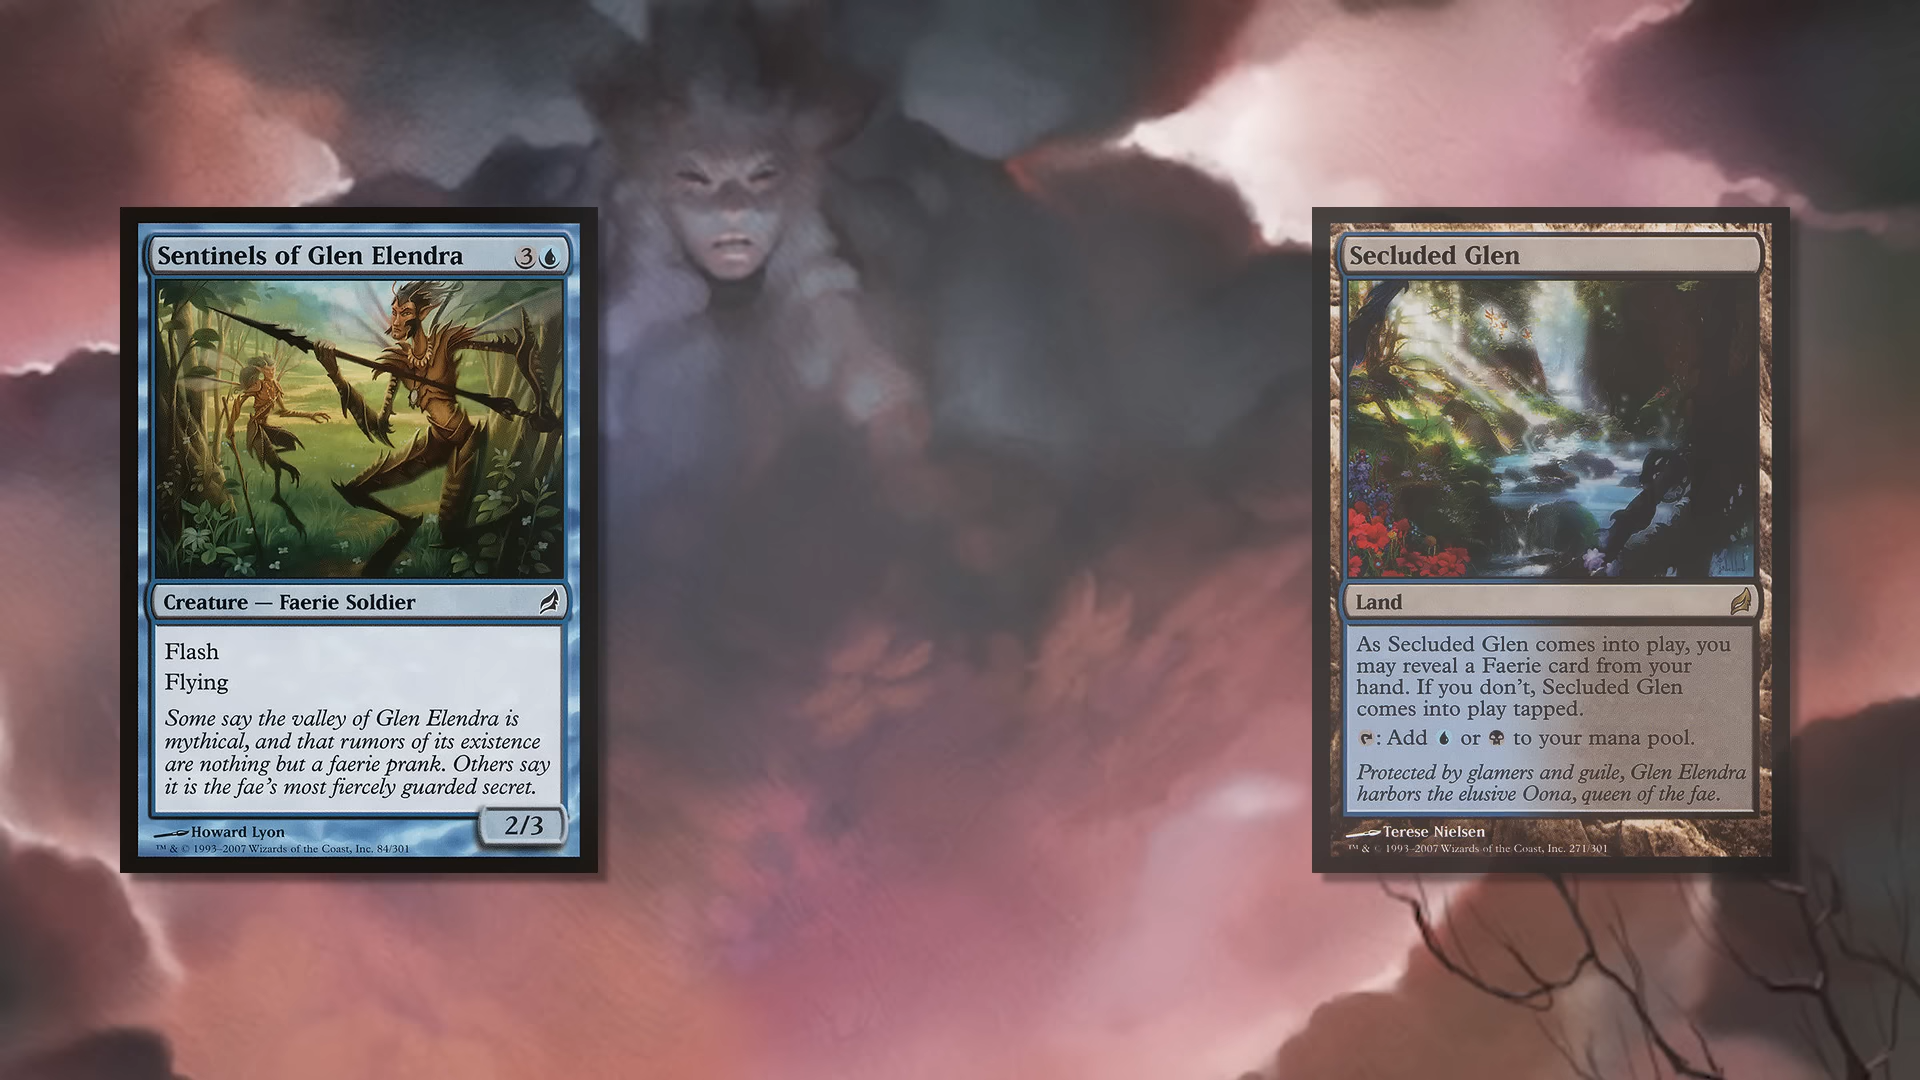 Sentinels of Glen Elendra 3
Creature — Faerie Soldier
Flash
Flying
Some say the valley of Glen Elendra is
mythical, and that rumors of its existence
are nothing but a faerie prank. Others say
it is the fae's most fiercely guarded secret.
2/3
Howard Lyon
™ & © 1993–2007 Wizards of the Coast, Inc. 84/301
Secluded Glen
Land
As Secluded Glen comes into play, you
may reveal a Faerie card from your
hand. If you don't, Secluded Glen
comes into play tapped.
: Add or to your mana pool.
Protected by glamers and guile, Glen Elendra
harbors the elusive Oona, queen of the fae.
Terese Nielsen
™ & © 1993–2007 Wizards of the Coast, Inc. 271/301